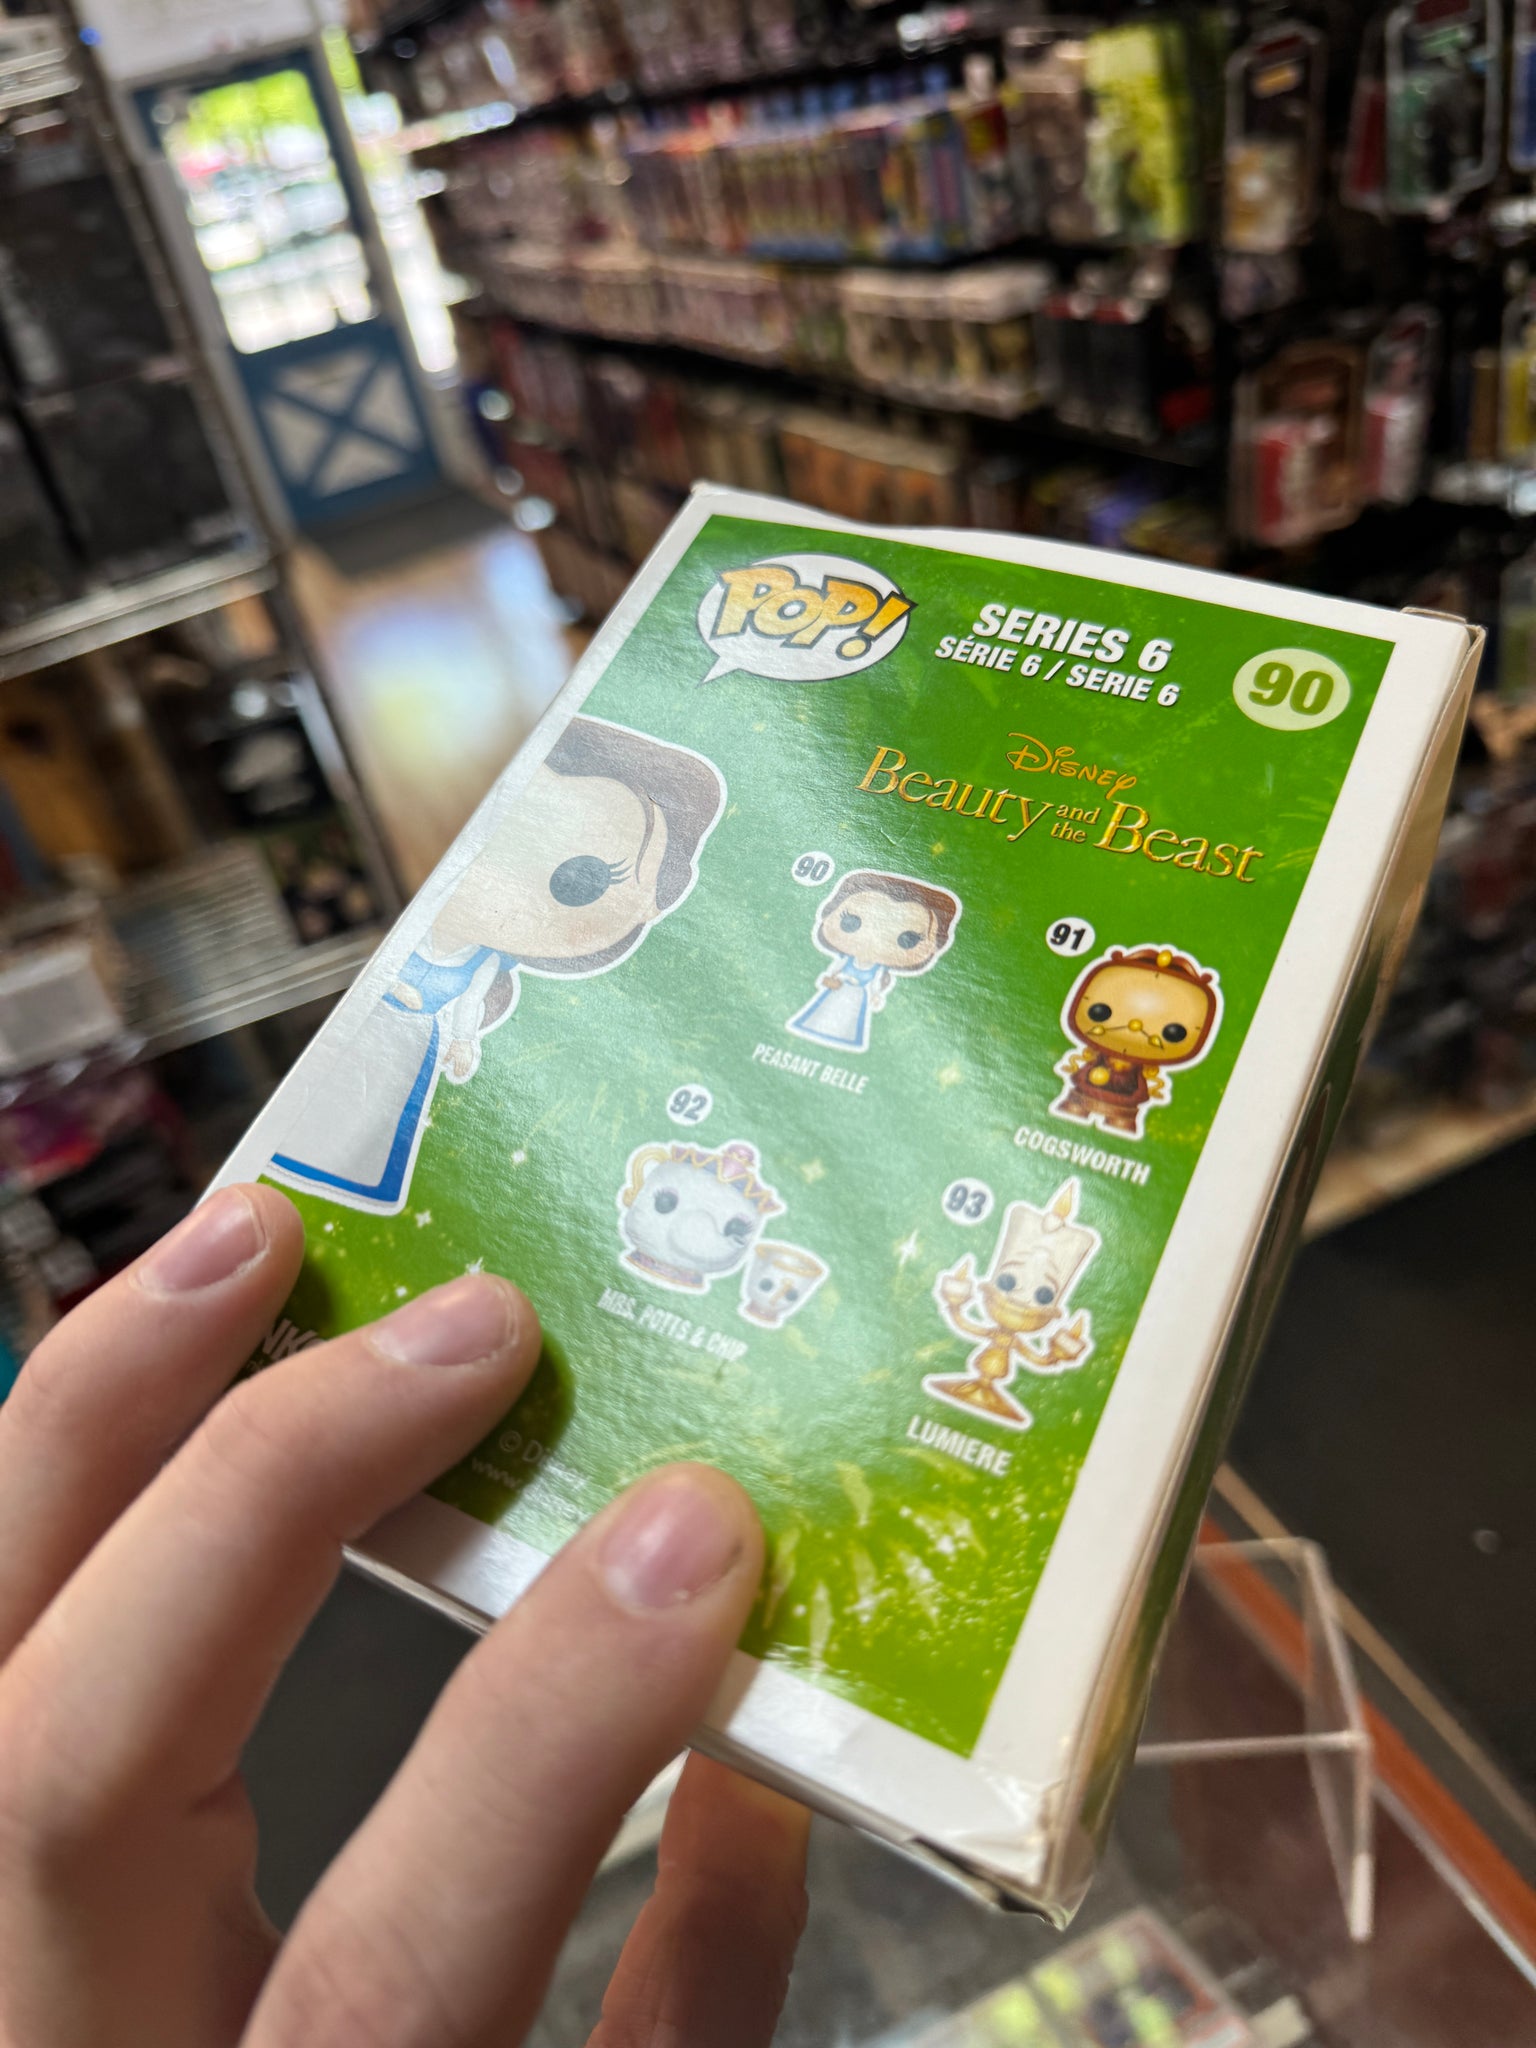 POP!
SERIES 6
SÉRIE 6 / SERIE 6
90
Disney
Beauty and the Beast
90
PEASANT BELLE
91
COGSWORTH
92
MRS. POTTS & CHIP
93
LUMIERE
© Disney